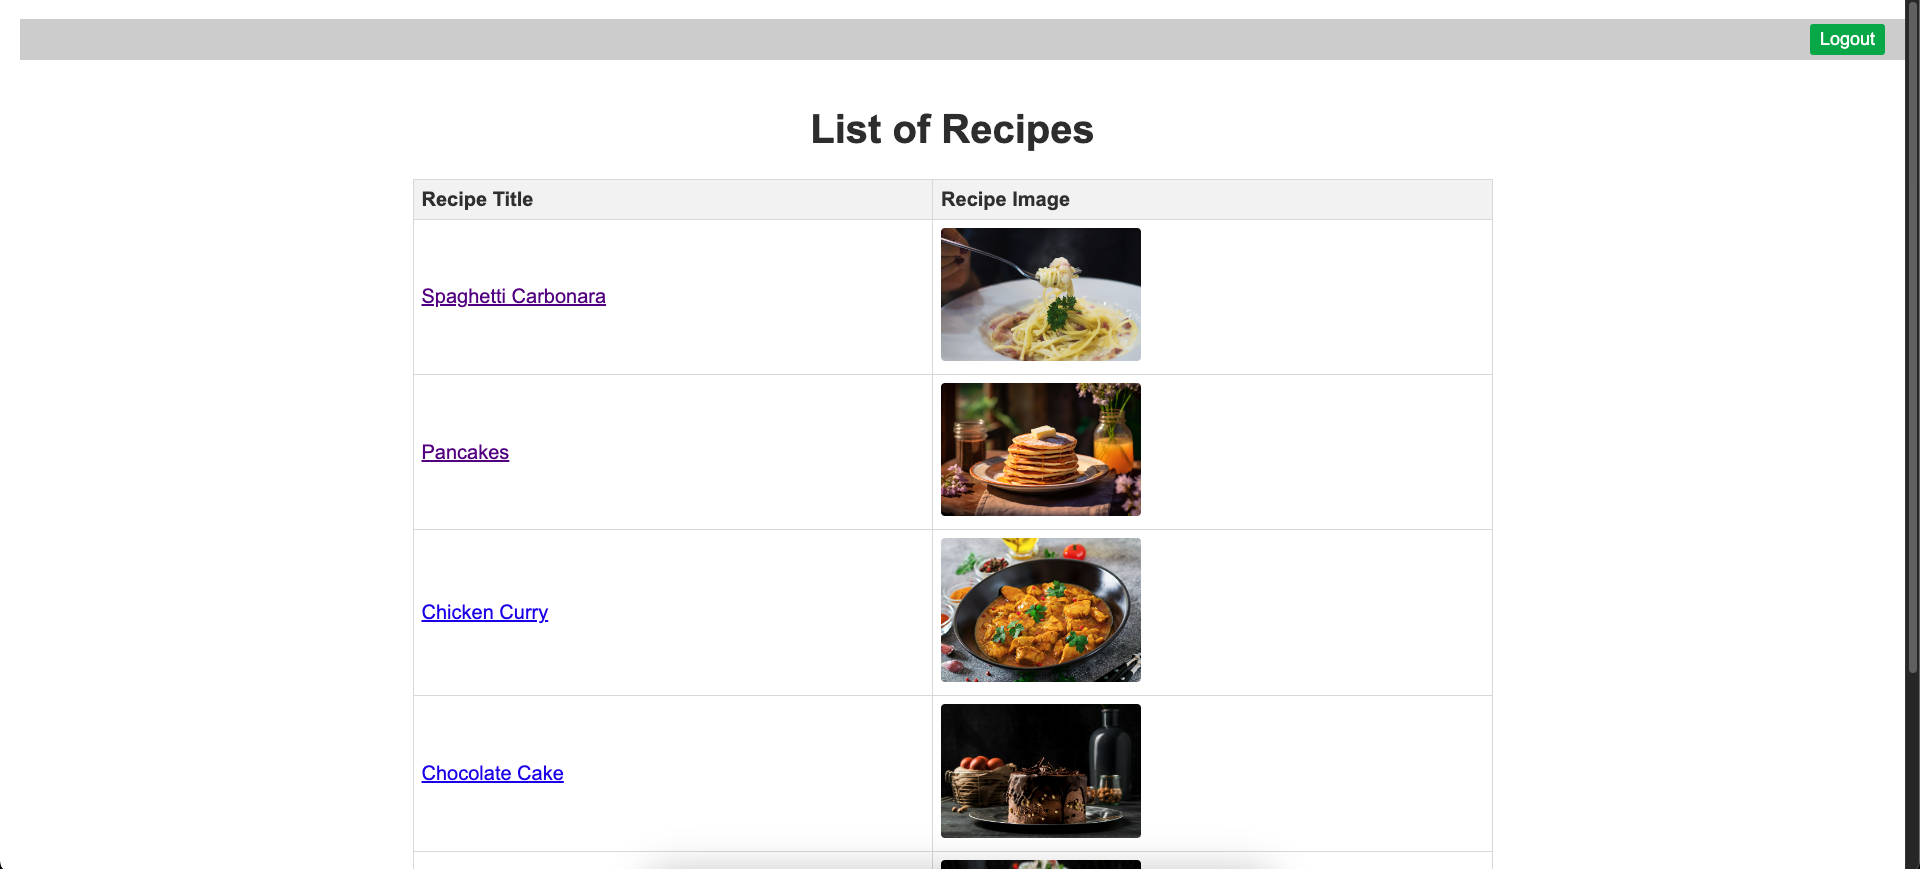 Logout
List of Recipes
Recipe Title
Recipe Image
Spaghetti Carbonara
Pancakes
Chicken Curry
Chocolate Cake